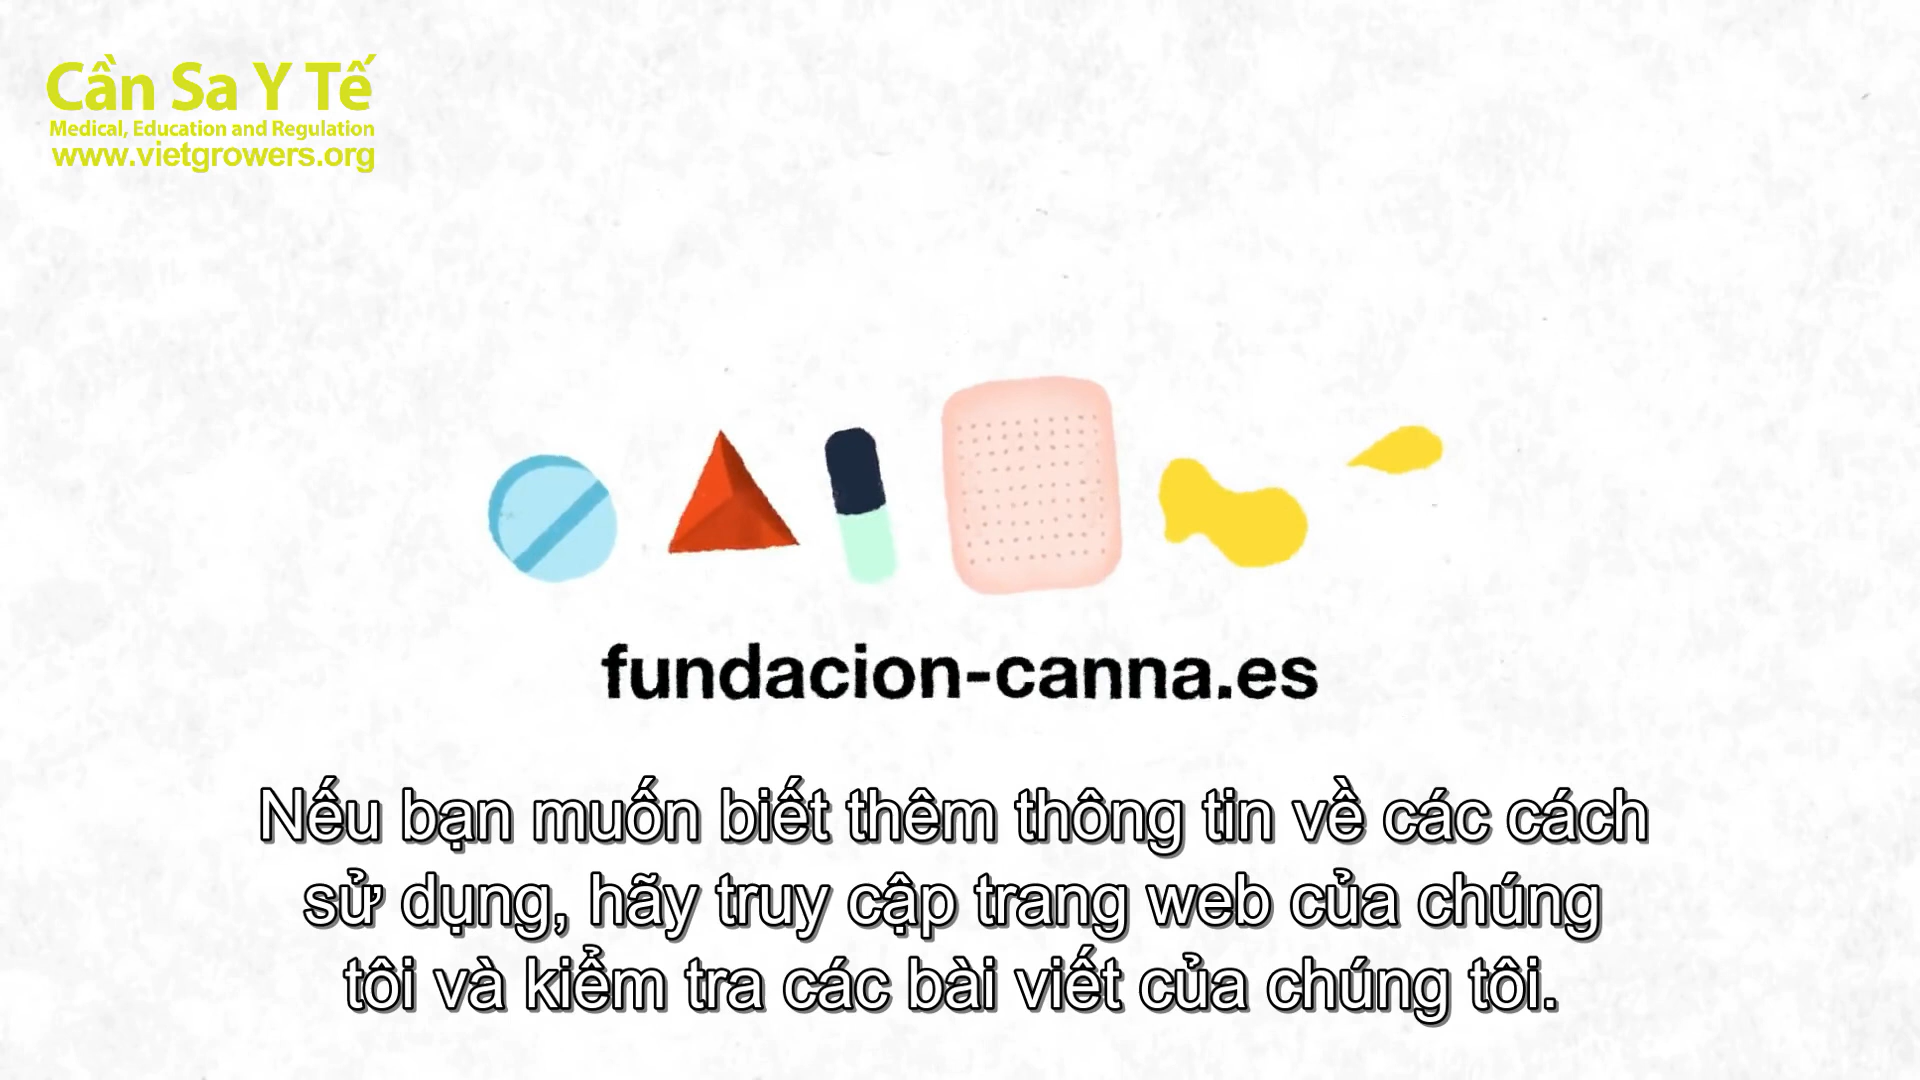 Cần Sa Y Tế
Medical, Education and Regulation
www.vietgrowers.org
fundacion-canna.es
Nếu bạn muốn biết thêm thông tin về các cách
sử dụng, hãy truy cập trang web của chúng
tôi và kiểm tra các bài viết của chúng tôi.